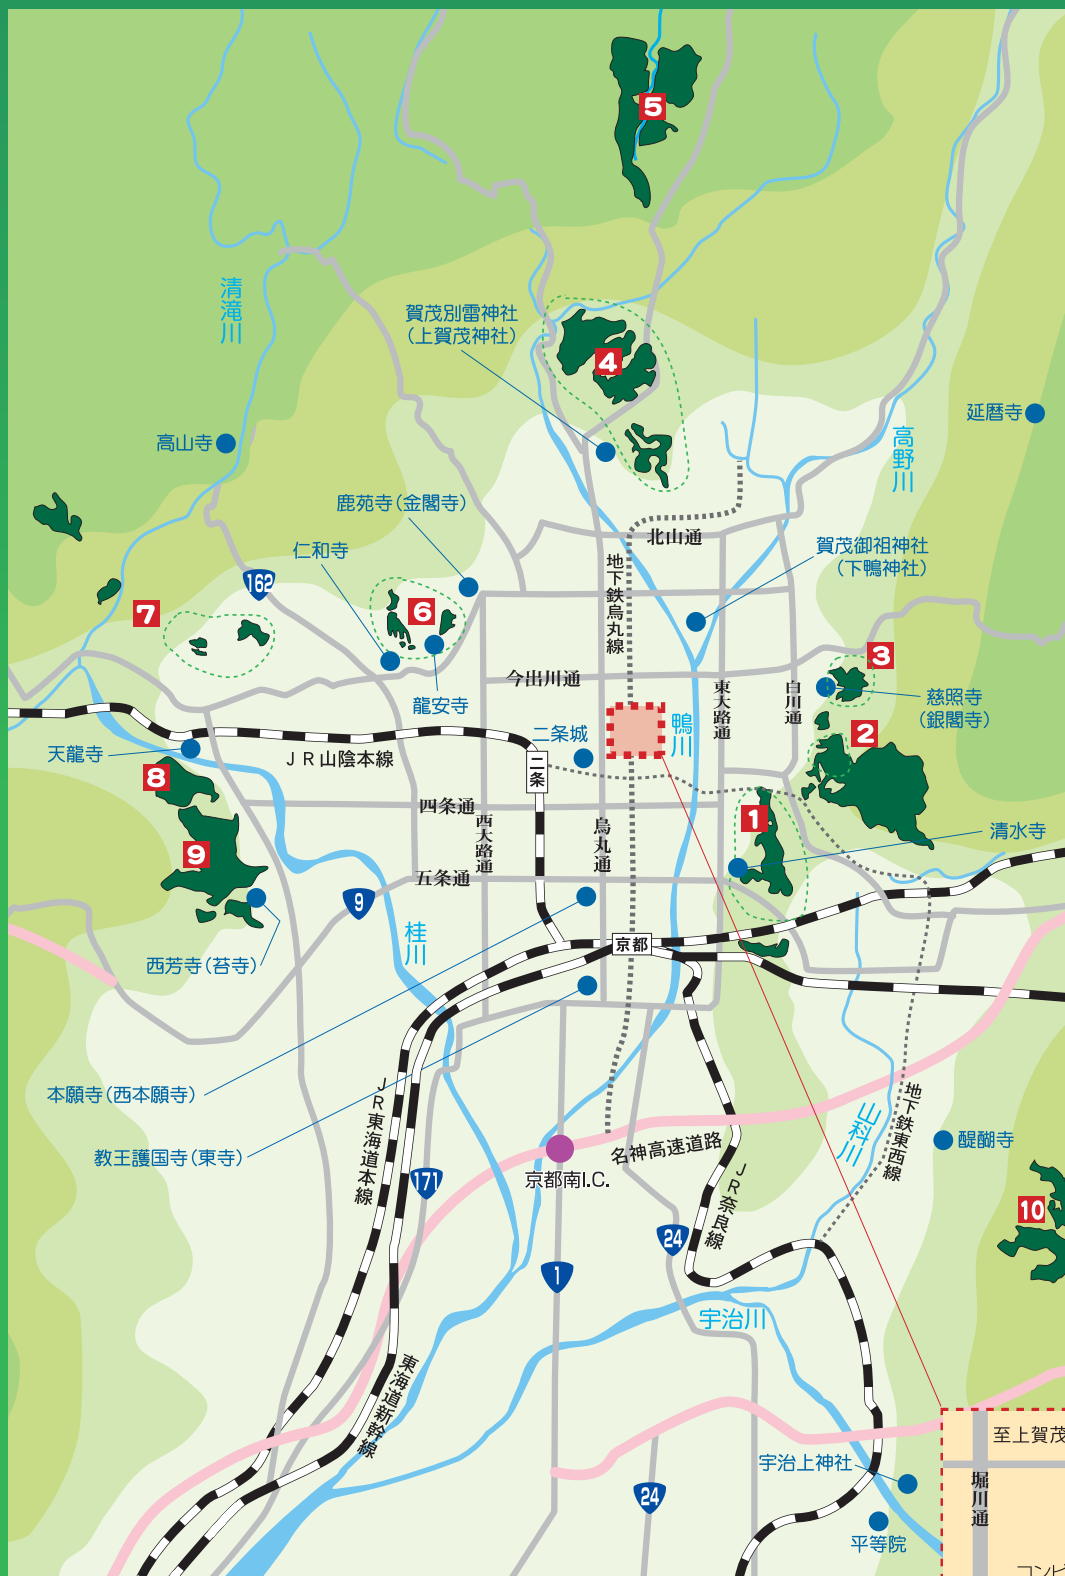 5
清滝川
賀茂別雷神社
(上賀茂神社)
4
延暦寺
高山寺
高野川
鹿苑寺(金閣寺)
北山通
仁和寺
賀茂御祖神社
(下鴨神社)
地下鉄烏丸線
162
6
7
3
今出川通
東大路通
白川通
慈照寺
(銀閣寺)
龍安寺
鴨川
二条城
2
天龍寺
JR山陰本線
二条
8
四条通
西大路通
烏丸通
1
清水寺
9
五条通
9
桂川
京都
西芳寺(苔寺)
本願寺(西本願寺)
JR東海道本線
地下鉄東西線
山科川
教王護国寺(東寺)
名神高速道路
醍醐寺
京都南I.C.
171
JR奈良線
10
24
1
宇治川
東海道新幹線
至上賀茂
宇治上神社
堀川通
24
平等院
コンビ